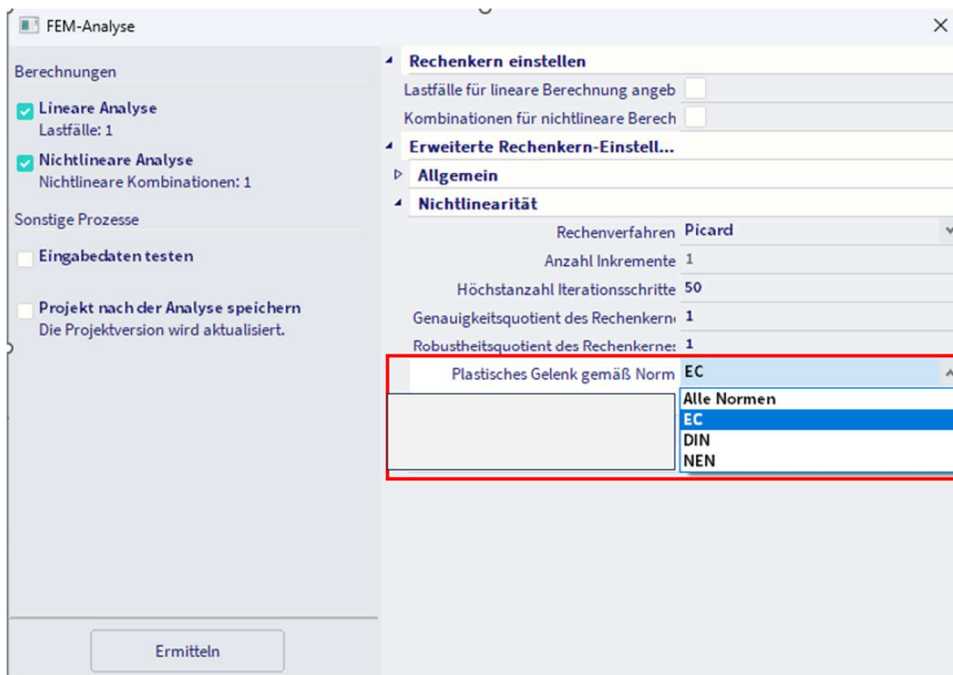 FEM-Analyse
Berechnungen
Lineare Analyse
Lastfälle: 1
Nichtlineare Analyse
Nichtlineare Kombinationen: 1
Sonstige Prozesse
Eingabedaten testen
Projekt nach der Analyse speichern
Die Projektversion wird aktualisiert.
Ermitteln
Rechenkern einstellen
Lastfälle für lineare Berechnung angeb
Kombinationen für nichtlineare Berech
Erweiterte Rechenkern-Einstell...
Allgemein
Nichtlinearität
Rechenverfahren Picard
Anzahl Inkremente 1
Höchstanzahl Iterationsschritte 50
Genauigkeitsquotient des Rechenkern 1
Robustheitsquotient des Rechenkernes 1
Plastisches Gelenk gemäß Norm EC
Alle Normen
EC
DIN
NEN